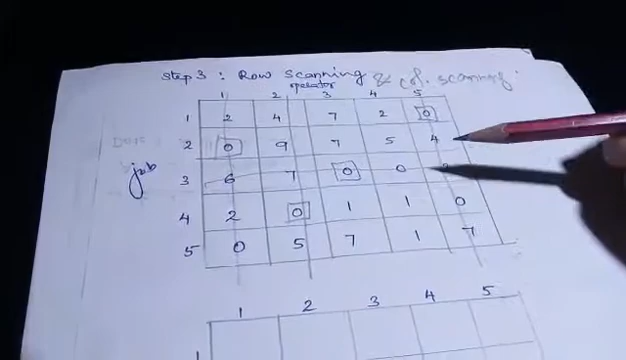 step 3 : Row scanning & col. scanning.
operator
1 2 3 4 5
1 2 4 7 2 0
2 0 9 7 5 4
job
3 6 7 0 0
4 2 0 1 1 0
5 0 5 7 1 7
1 2 3 4 5
1